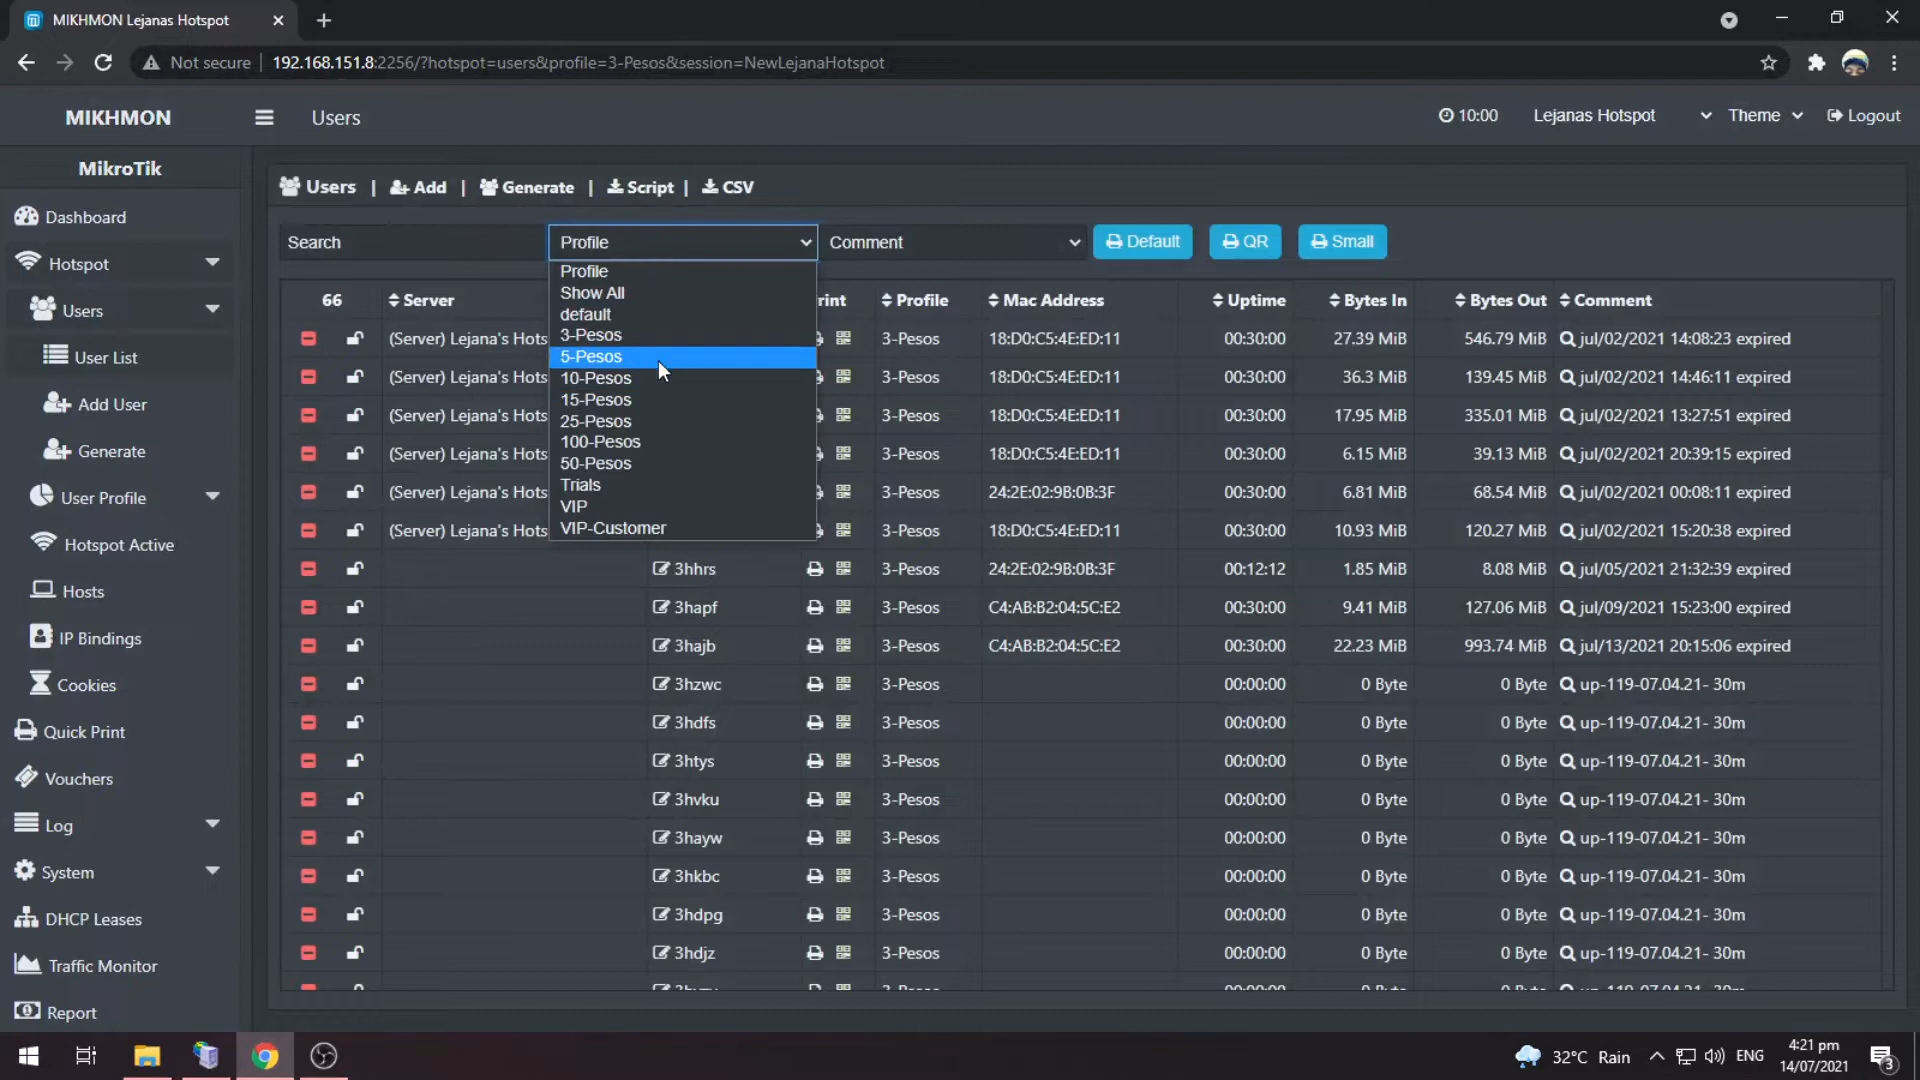 MIKHMON Lejanas Hotspot
Not secure
192.168.151.8:2256/?hotspot=users&profile=3-Pesos&session=NewLejanaHotspot
MIKHMON
Users
10:00
Lejanas Hotspot
Theme
Logout
MikroTik
Dashboard
Hotspot
Users
User List
Add User
Generate
User Profile
Hotspot Active
Hosts
IP Bindings
Cookies
Quick Print
Vouchers
Log
System
DHCP Leases
Traffic Monitor
Report
Users | Add | Generate | Script | CSV
Search
Profile
Comment
Default
QR
Small
Profile
Show All
default
3-Pesos
5-Pesos
10-Pesos
15-Pesos
25-Pesos
100-Pesos
50-Pesos
Trials
VIP
VIP-Customer
66 Server rint Profile Mac Address Uptime Bytes In Bytes Out Comment
(Server) Lejana's Hots 3-Pesos 18:D0:C5:4E:ED:11 00:30:00 27.39 MiB 546.79 MiB jul/02/2021 14:08:23 expired
(Server) Lejana's Hots 3-Pesos 18:D0:C5:4E:ED:11 00:30:00 36.3 MiB 139.45 MiB jul/02/2021 14:46:11 expired
(Server) Lejana's Hots 3-Pesos 18:D0:C5:4E:ED:11 00:30:00 17.95 MiB 335.01 MiB jul/02/2021 13:27:51 expired
(Server) Lejana's Hots 3-Pesos 18:D0:C5:4E:ED:11 00:30:00 6.15 MiB 39.13 MiB jul/02/2021 20:39:15 expired
(Server) Lejana's Hots 3-Pesos 24:2E:02:9B:0B:3F 00:30:00 6.81 MiB 68.54 MiB jul/02/2021 00:08:11 expired
(Server) Lejana's Hots 3-Pesos 18:D0:C5:4E:ED:11 00:30:00 10.93 MiB 120.27 MiB jul/02/2021 15:20:38 expired
3hhrs 3-Pesos 24:2E:02:9B:0B:3F 00:12:12 1.85 MiB 8.08 MiB jul/05/2021 21:32:39 expired
3hapf 3-Pesos C4:AB:B2:04:5C:E2 00:30:00 9.41 MiB 127.06 MiB jul/09/2021 15:23:00 expired
3hajb 3-Pesos C4:AB:B2:04:5C:E2 00:30:00 22.23 MiB 993.74 MiB jul/13/2021 20:15:06 expired
3hzwc 3-Pesos 00:00:00 0 Byte 0 Byte up-119-07.04.21- 30m
3hdfs 3-Pesos 00:00:00 0 Byte 0 Byte up-119-07.04.21- 30m
3htys 3-Pesos 00:00:00 0 Byte 0 Byte up-119-07.04.21- 30m
3hvku 3-Pesos 00:00:00 0 Byte 0 Byte up-119-07.04.21- 30m
3hayw 3-Pesos 00:00:00 0 Byte 0 Byte up-119-07.04.21- 30m
3hkbc 3-Pesos 00:00:00 0 Byte 0 Byte up-119-07.04.21- 30m
3hdpg 3-Pesos 00:00:00 0 Byte 0 Byte up-119-07.04.21- 30m
3hdjz 3-Pesos 00:00:00 0 Byte 0 Byte up-119-07.04.21- 30m
32°C Rain
ENG
4:21 pm
14/07/2021
3